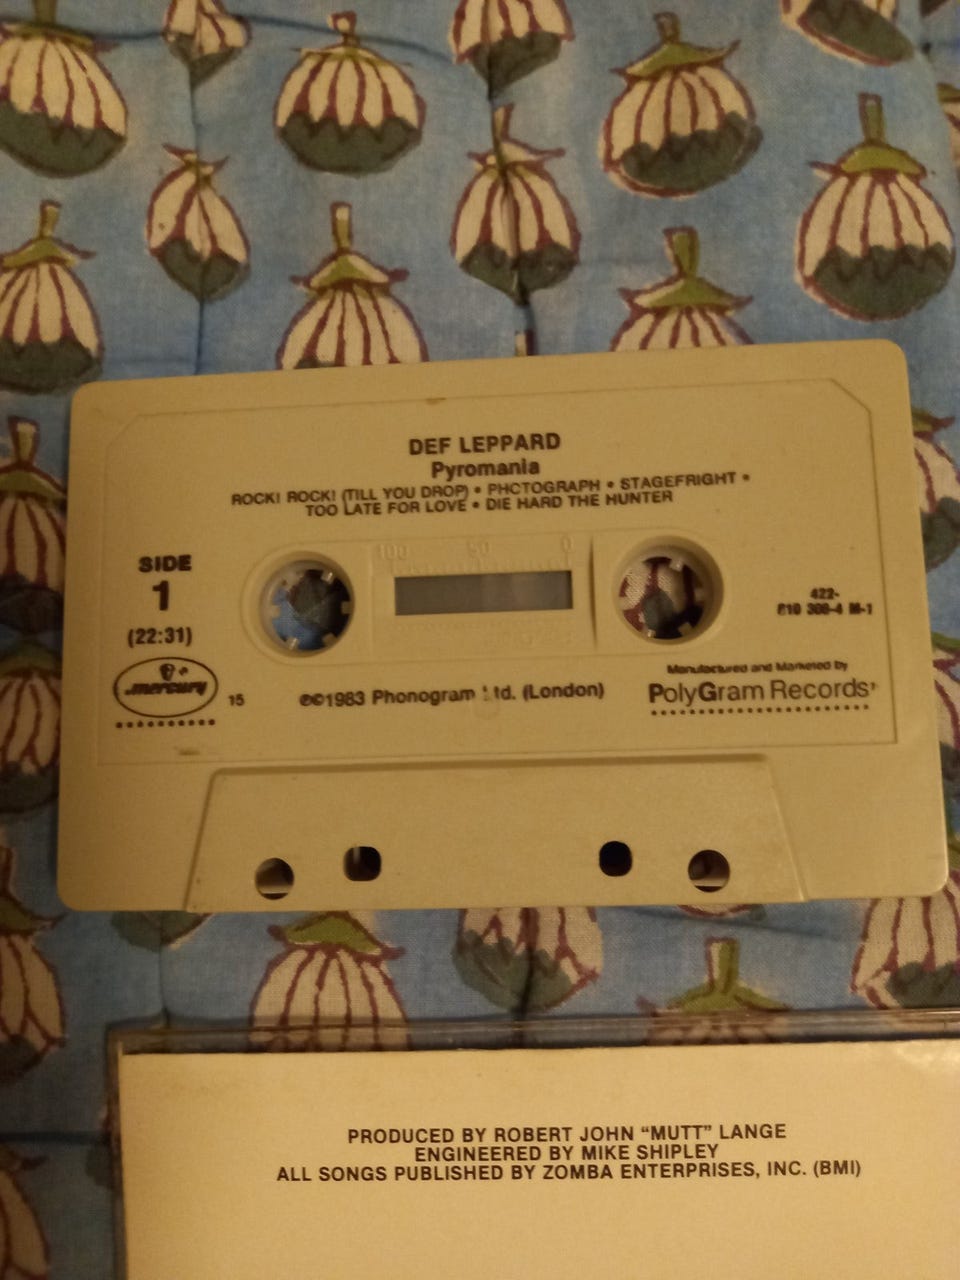 DEF LEPPARD
Pyromania
ROCK! ROCK! (TILL YOU DROP) • PHOTOGRAPH • STAGEFRIGHT •
TOO LATE FOR LOVE • DIE HARD THE HUNTER
100 50 0
SIDE
1
(22:31)
mercury
15
℗©1983 Phonogram Ltd. (London)
422-
810 308-4 M-1
Manufactured and Marketed by
PolyGram Records
PRODUCED BY ROBERT JOHN “MUTT” LANGE
ENGINEERED BY MIKE SHIPLEY
ALL SONGS PUBLISHED BY ZOMBA ENTERPRISES, INC. (BMI)